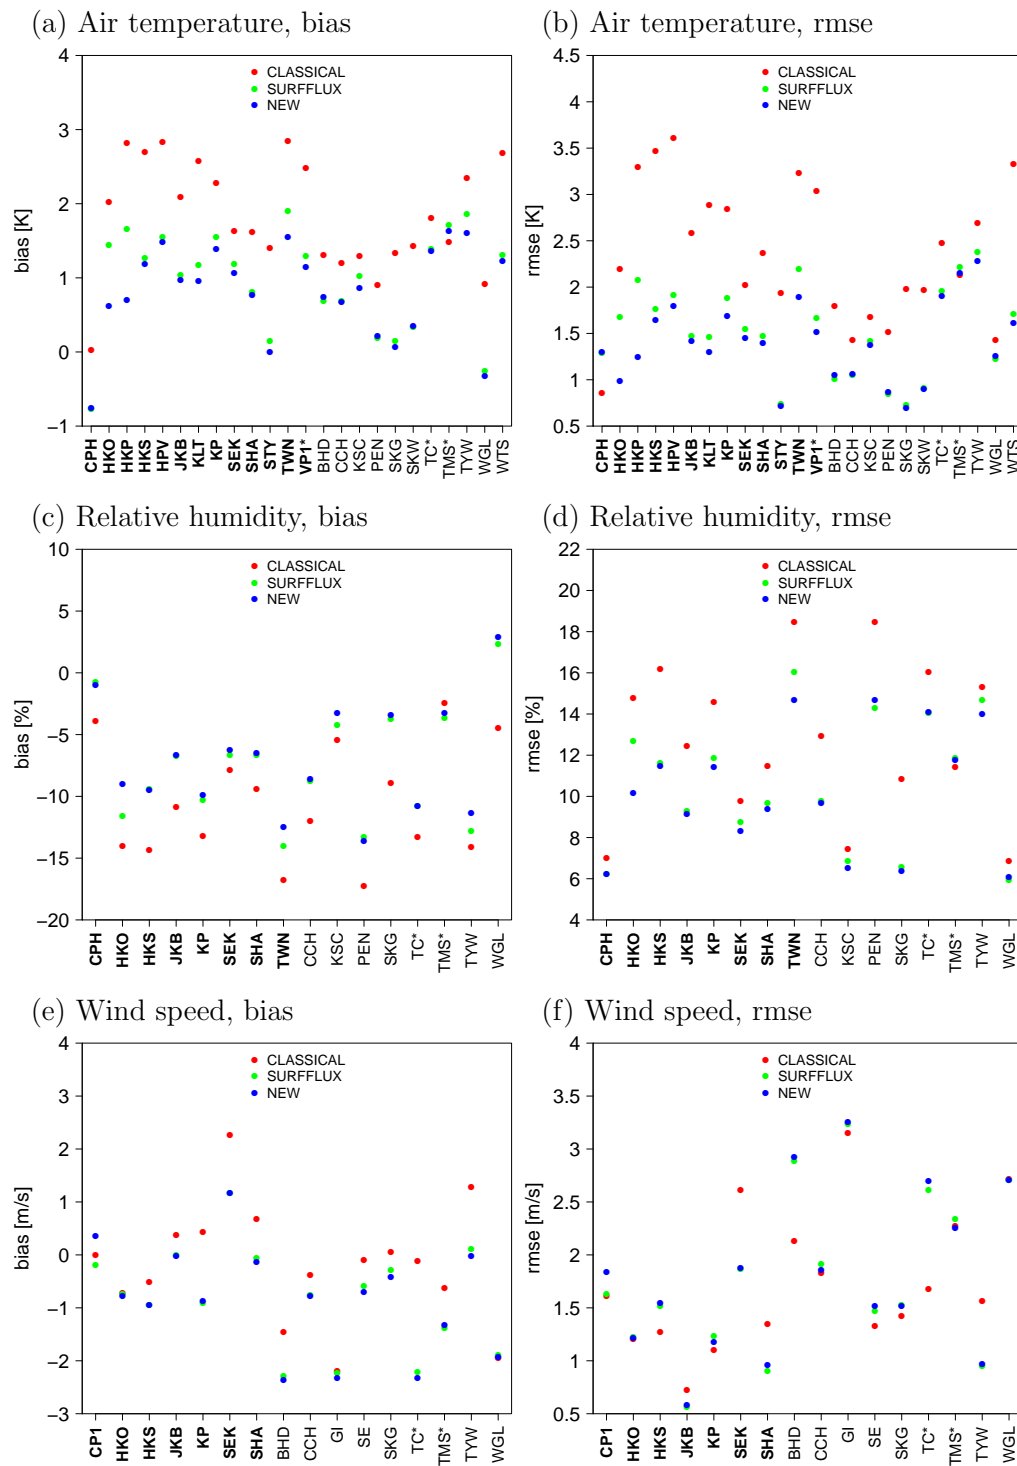 (a) Air temperature, bias
4
3
2
1
0
−1
bias [K]
CLASSICAL
SURFFLUX
NEW
CPH HKO HKP HKS HPV JKB KLT KP SEK SHA STY TWN VP1* BHD CCH KSC PEN SKG SKW TC* TMS* TYW WGL WTS
(b) Air temperature, rmse
4.5
4
3.5
3
2.5
2
1.5
1
0.5
rmse [K]
CLASSICAL
SURFFLUX
NEW
CPH HKO HKP HKS HPV JKB KLT KP SEK SHA STY TWN VP1* BHD CCH KSC PEN SKG SKW TC* TMS* TYW WGL WTS
(c) Relative humidity, bias
10
5
0
−5
−10
−15
−20
bias [%]
CLASSICAL
SURFFLUX
NEW
CPH HKO HKS JKB KP SEK SHA TWN CCH KSC PEN SKG TC* TMS* TYW WGL
(d) Relative humidity, rmse
22
20
18
16
14
12
10
8
6
4
rmse [%]
CLASSICAL
SURFFLUX
NEW
CPH HKO HKS JKB KP SEK SHA TWN CCH KSC PEN SKG TC* TMS* TYW WGL
(e) Wind speed, bias
4
3
2
1
0
−1
−2
−3
bias [m/s]
CLASSICAL
SURFFLUX
NEW
CP1 HKO HKS JKB KP SEK SHA BHD CCH GI SE SKG TC* TMS* TYW WGL
(f) Wind speed, rmse
4
3.5
3
2.5
2
1.5
1
0.5
rmse [m/s]
CLASSICAL
SURFFLUX
NEW
CP1 HKO HKS JKB KP SEK SHA BHD CCH GI SE SKG TC* TMS* TYW WGL